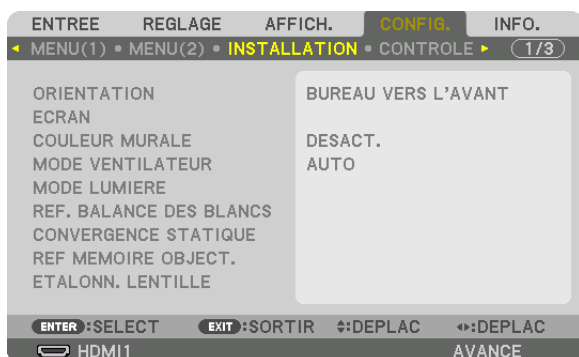 ENTREE REGLAGE AFFICH. CONFIG. INFO.
MENU(1) • MENU(2) • INSTALLATION • CONTROLE 1/3
ORIENTATION BUREAU VERS L'AVANT
ECRAN
COULEUR MURALE DESACT.
MODE VENTILATEUR AUTO
MODE LUMIERE
REF. BALANCE DES BLANCS
CONVERGENCE STATIQUE
REF MEMOIRE OBJECT.
ETALONN. LENTILLE
ENTER :SELECT EXIT :SORTIR :DEPLAC :DEPLAC
HDMI1 AVANCE